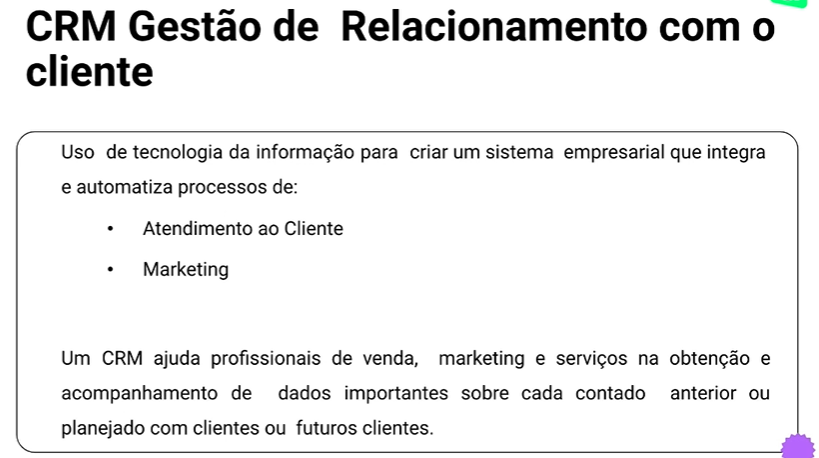 CRM Gestão de Relacionamento com o
cliente
Uso de tecnologia da informação para criar um sistema empresarial que integra
e automatiza processos de:
• Atendimento ao Cliente
• Marketing
Um CRM ajuda profissionais de venda, marketing e serviços na obtenção e
acompanhamento de dados importantes sobre cada contado anterior ou
planejado com clientes ou futuros clientes.